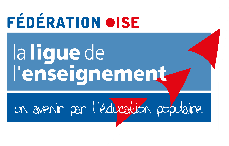 FÉDÉRATION OISE
la ligue de
l'enseignement
un avenir par l'éducation populaire